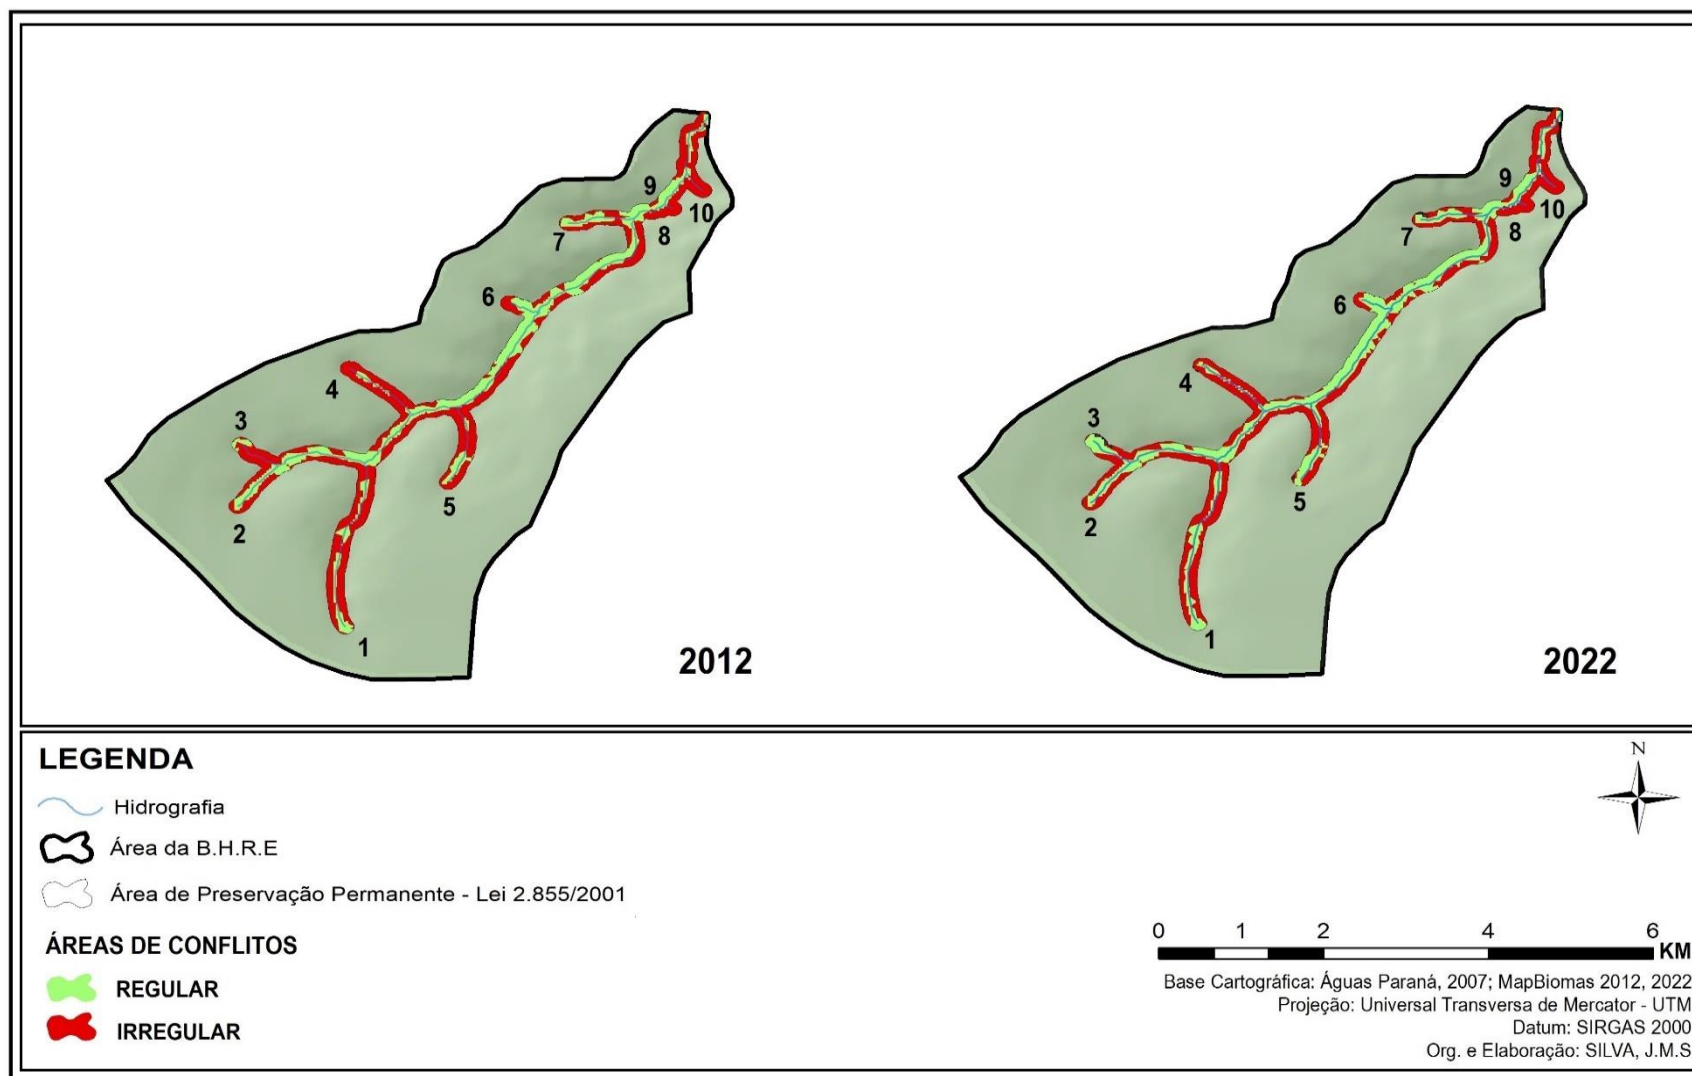 9
10
8
7
6
4
3
5
2
1
2012
9
10
8
7
6
4
3
5
2
1
2022
LEGENDA
Hidrografia
Área da B.H.R.E
Área de Preservação Permanente - Lei 2.855/2001
ÁREAS DE CONFLITOS
REGULAR
IRREGULAR
N
0 1 2 4 6
KM
Base Cartográfica: Águas Paraná, 2007; MapBiomas 2012, 2022
Projeção: Universal Transversa de Mercator - UTM
Datum: SIRGAS 2000
Org. e Elaboração: SILVA, J.M.S